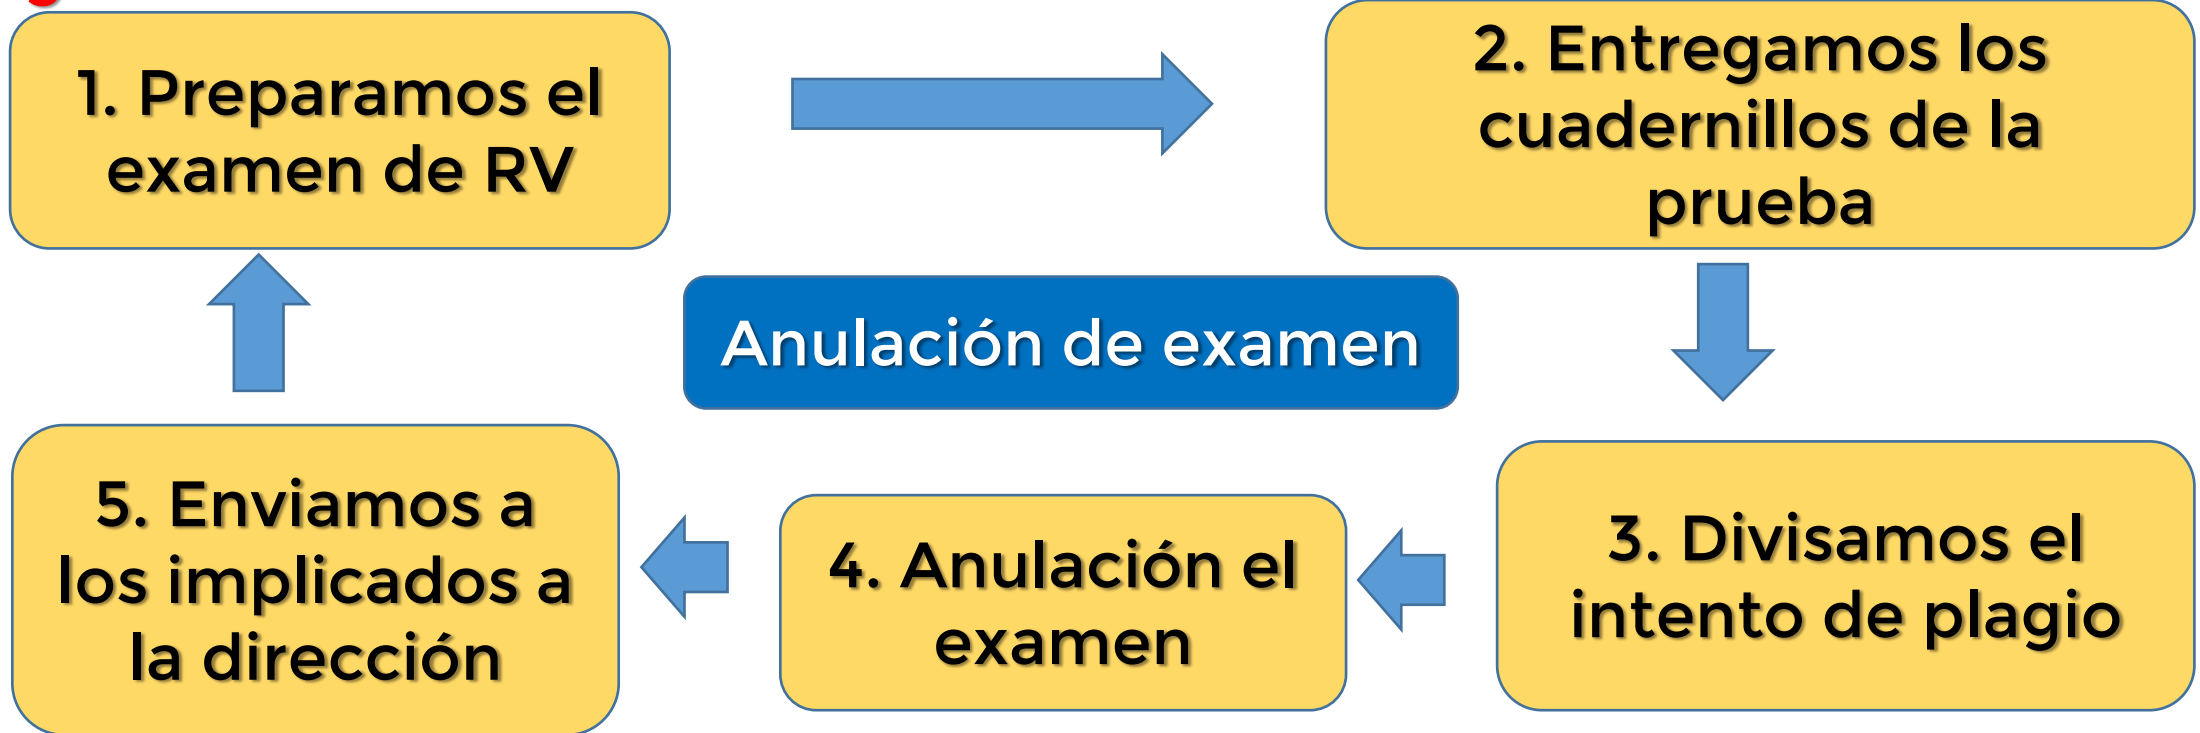 1. Preparamos el
examen de RV
2. Entregamos los
cuadernillos de la
prueba
Anulación de examen
3. Divisamos el
intento de plagio
4. Anulación el
examen
5. Enviamos a
los implicados a
la dirección